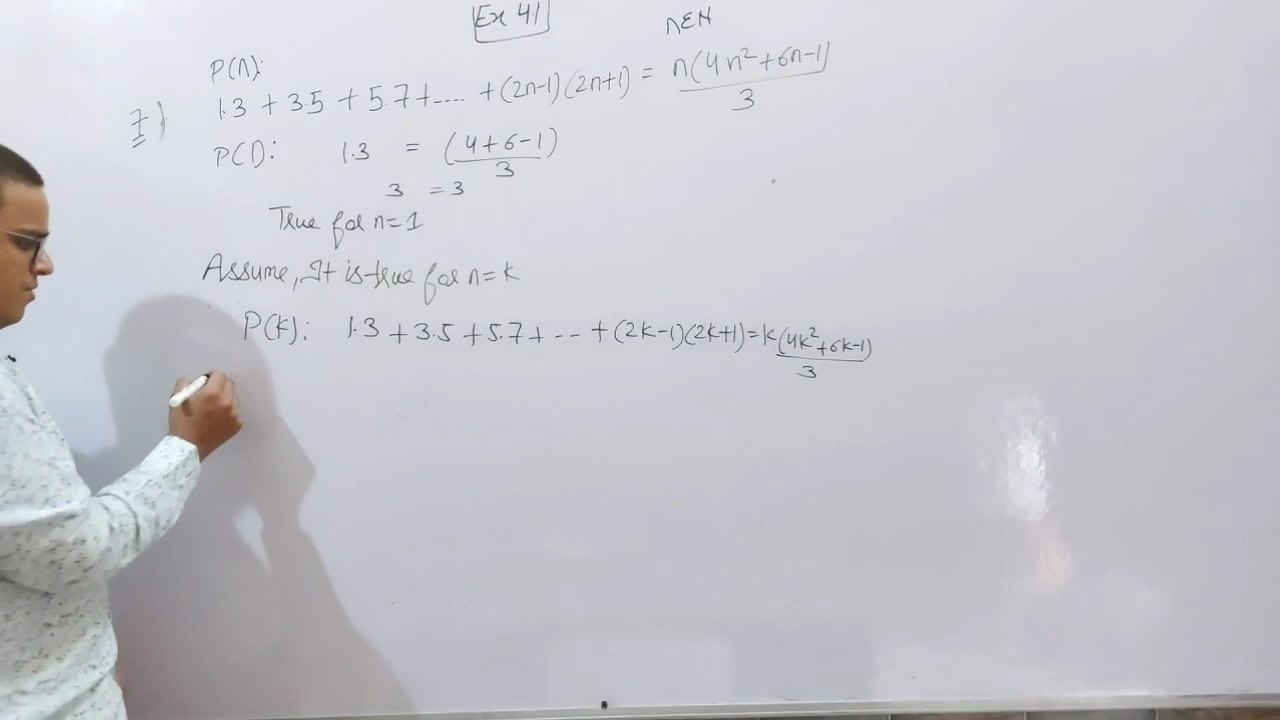 Ex 4.1
n∈N
P(n):
7) 1.3 + 3.5 + 5.7 + .... + (2n-1)(2n+1) = n(4n²+6n-1)/3
P(1): 1.3 = (4+6-1)/3
3 = 3
True for n=1
Assume, It is true for n=k
P(k): 1.3 + 3.5 + 5.7 + --- + (2k-1)(2k+1) = k(4k²+6k-1)/3